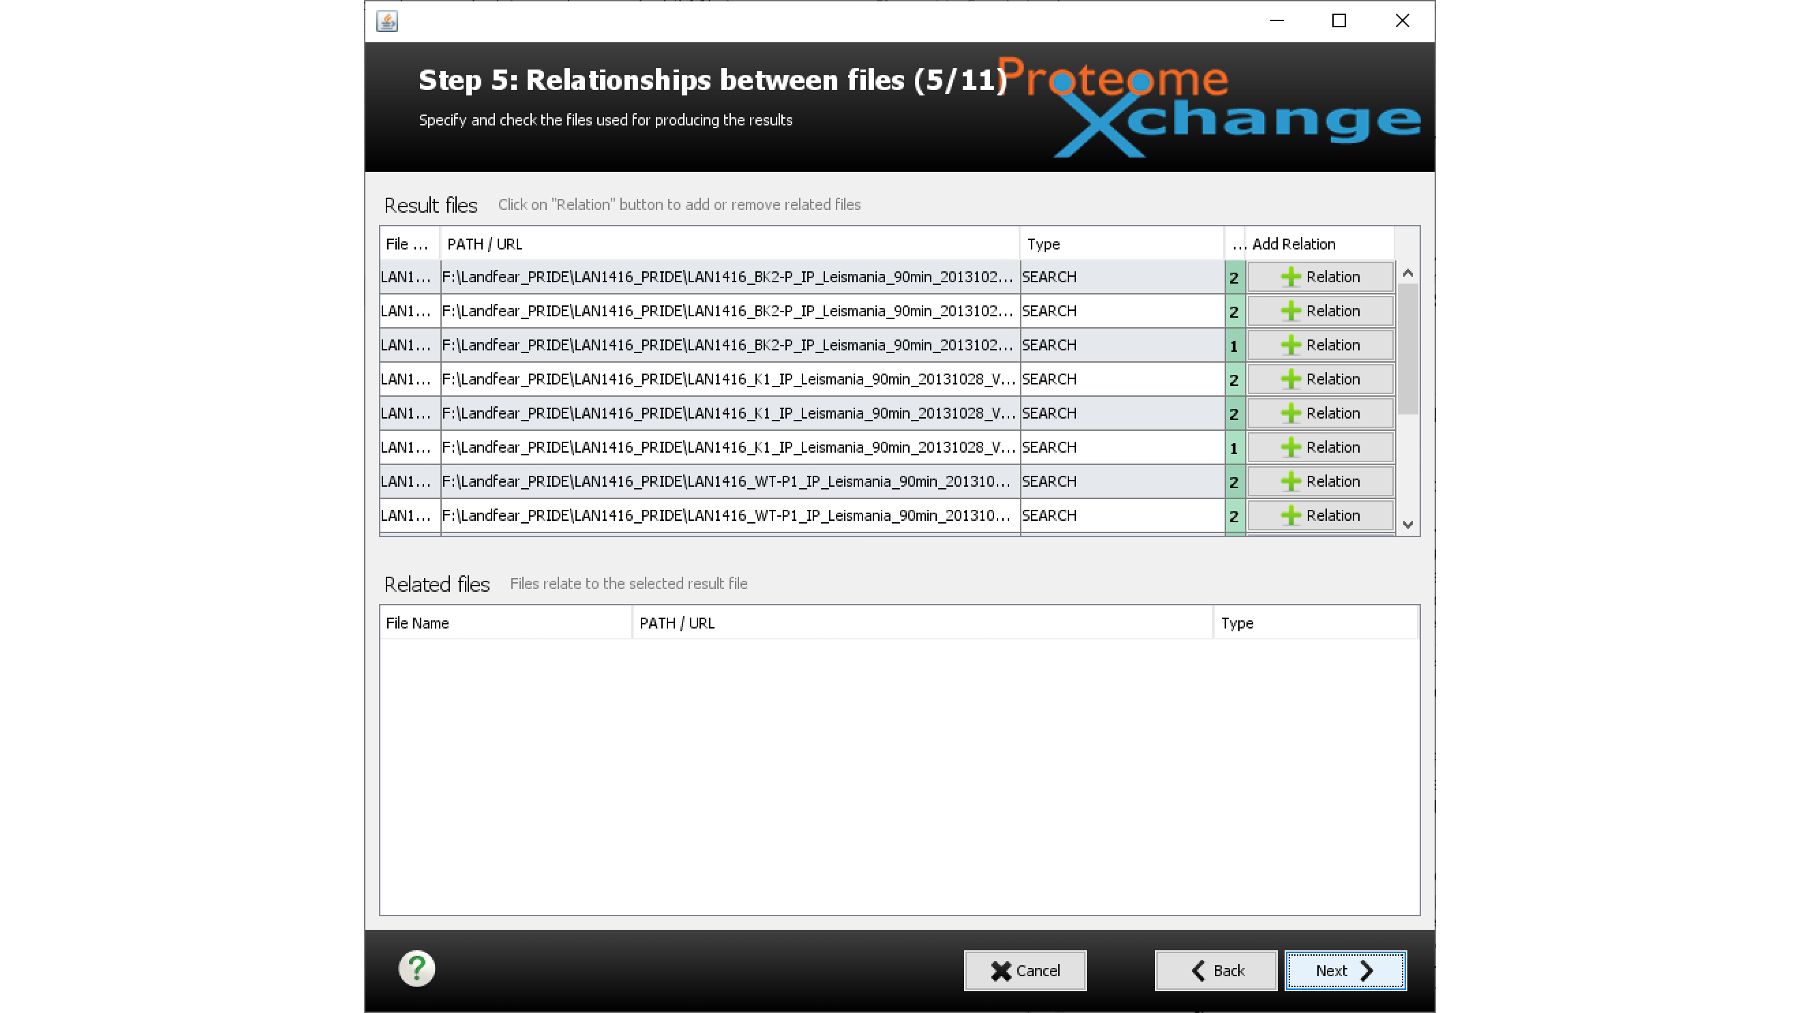 Step 5: Relationships between files (5/11)
Specify and check the files used for producing the results
Proteome
Xchange
Result files Click on "Relation" button to add or remove related files
File ... PATH / URL Type ... Add Relation
LAN1... F:\Landfear_PRIDE\LAN1416_PRIDE\LAN1416_BK2-P_IP_Leismania_90min_2013102... SEARCH 2 Relation
LAN1... F:\Landfear_PRIDE\LAN1416_PRIDE\LAN1416_BK2-P_IP_Leismania_90min_2013102... SEARCH 2 Relation
LAN1... F:\Landfear_PRIDE\LAN1416_PRIDE\LAN1416_BK2-P_IP_Leismania_90min_2013102... SEARCH 1 Relation
LAN1... F:\Landfear_PRIDE\LAN1416_PRIDE\LAN1416_K1_IP_Leismania_90min_20131028_V... SEARCH 2 Relation
LAN1... F:\Landfear_PRIDE\LAN1416_PRIDE\LAN1416_K1_IP_Leismania_90min_20131028_V... SEARCH 2 Relation
LAN1... F:\Landfear_PRIDE\LAN1416_PRIDE\LAN1416_K1_IP_Leismania_90min_20131028_V... SEARCH 1 Relation
LAN1... F:\Landfear_PRIDE\LAN1416_PRIDE\LAN1416_WT-P1_IP_Leismania_90min_201310... SEARCH 2 Relation
LAN1... F:\Landfear_PRIDE\LAN1416_PRIDE\LAN1416_WT-P1_IP_Leismania_90min_201310... SEARCH 2 Relation
Related files Files relate to the selected result file
File Name PATH / URL Type
? Cancel Back Next